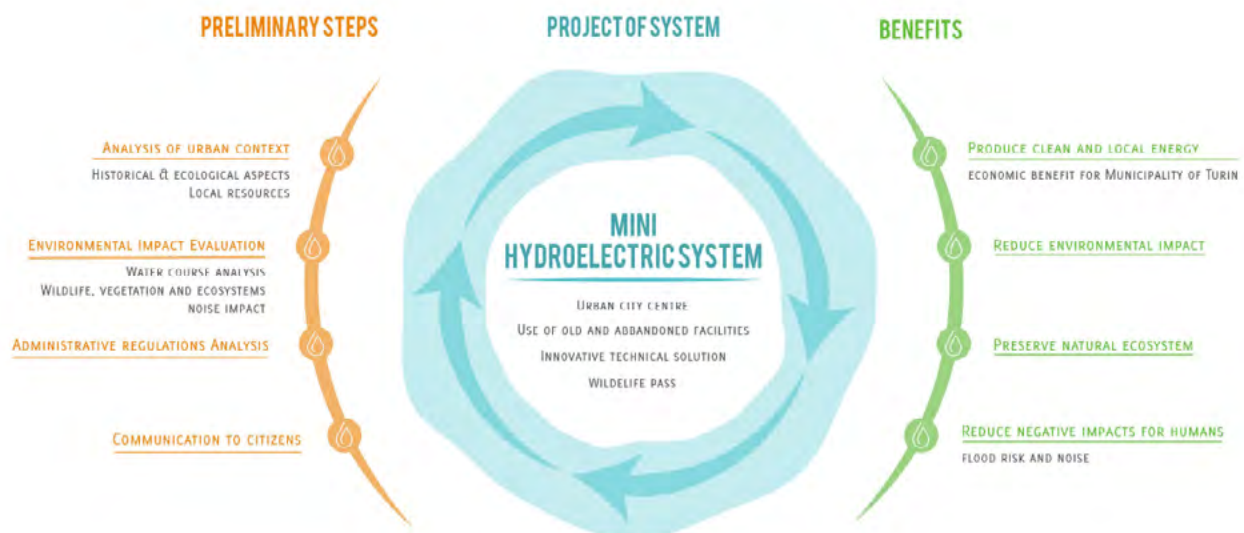 PRELIMINARY STEPS
PROJECT OF SYSTEM
BENEFITS
ANALYSIS OF URBAN CONTEXT
HISTORICAL & ECOLOGICAL ASPECTS
LOCAL RESOURCES
ENVIRONMENTAL IMPACT EVALUATION
WATER COURSE ANALYSIS
WILDLIFE, VEGETATION AND ECOSYSTEMS
NOISE IMPACT
ADMINISTRATIVE REGULATIONS ANALYSIS
COMMUNICATION TO CITIZENS
MINI
HYDROELECTRIC SYSTEM
URBAN CITY CENTRE
USE OF OLD AND ABBANDONED FACILITIES
INNOVATIVE TECHNICAL SOLUTION
WILDELIFE PASS
PRODUCE CLEAN AND LOCAL ENERGY
ECONOMIC BENEFIT FOR MUNICIPALITY OF TURIN
REDUCE ENVIRONMENTAL IMPACT
PRESERVE NATURAL ECOSYSTEM
REDUCE NEGATIVE IMPACTS FOR HUMANS
FLOOD RISK AND NOISE